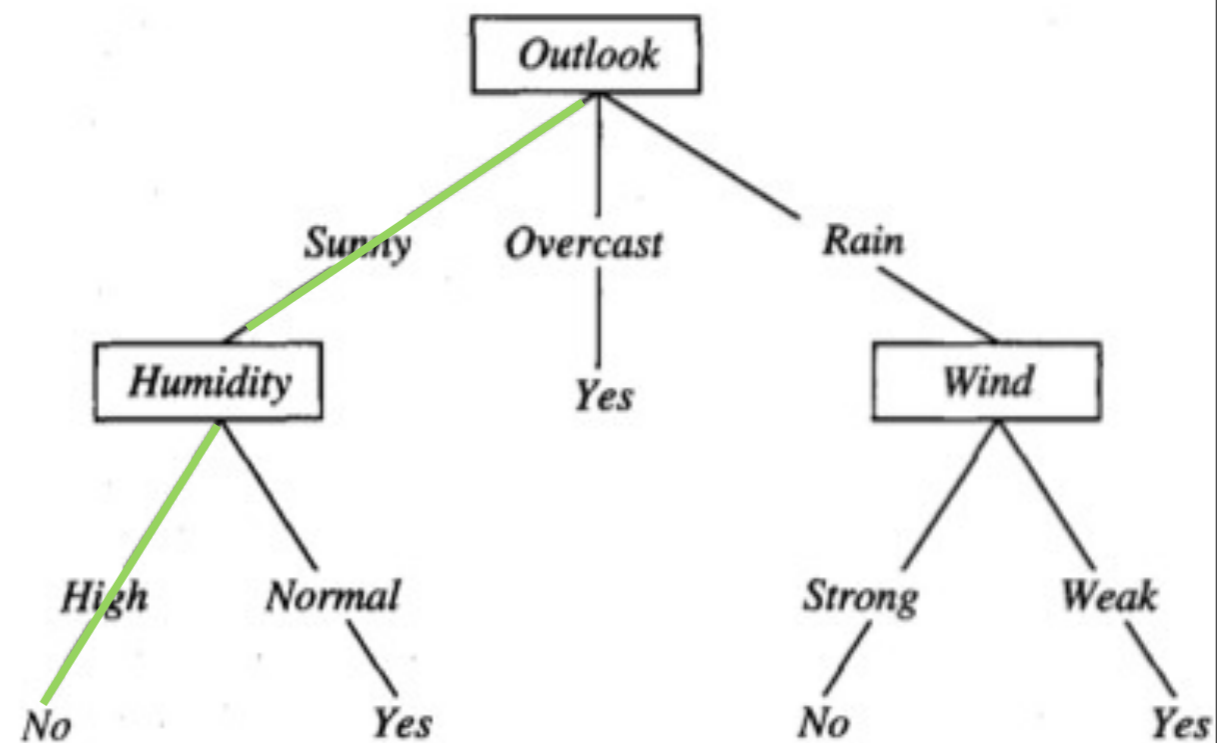 Outlook
Sunny Overcast Rain
Humidity Yes Wind
High Normal Strong Weak
No Yes No Yes